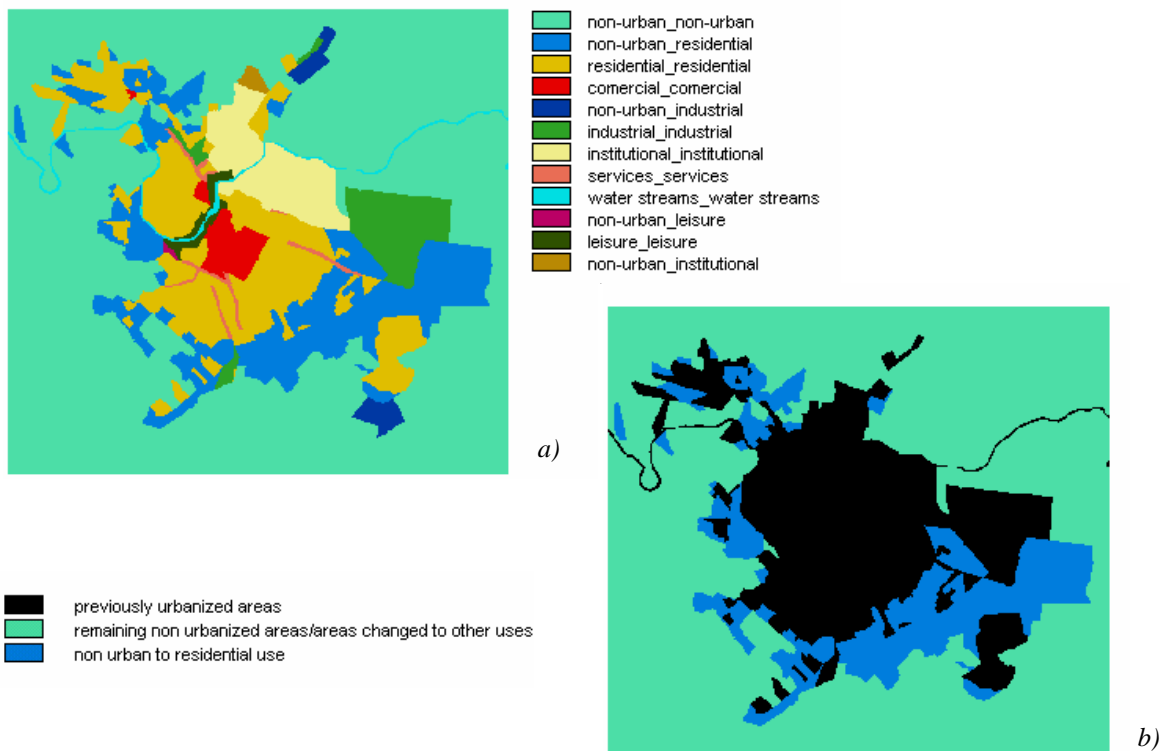 non-urban_non-urban
non-urban_residential
residential_residential
comercial_comercial
non-urban_industrial
industrial_industrial
institutional_institutional
services_services
water streams_water streams
non-urban_leisure
leisure_leisure
non-urban_institutional
a)
previously urbanized areas
remaining non urbanized areas/areas changed to other uses
non urban to residential use
b)